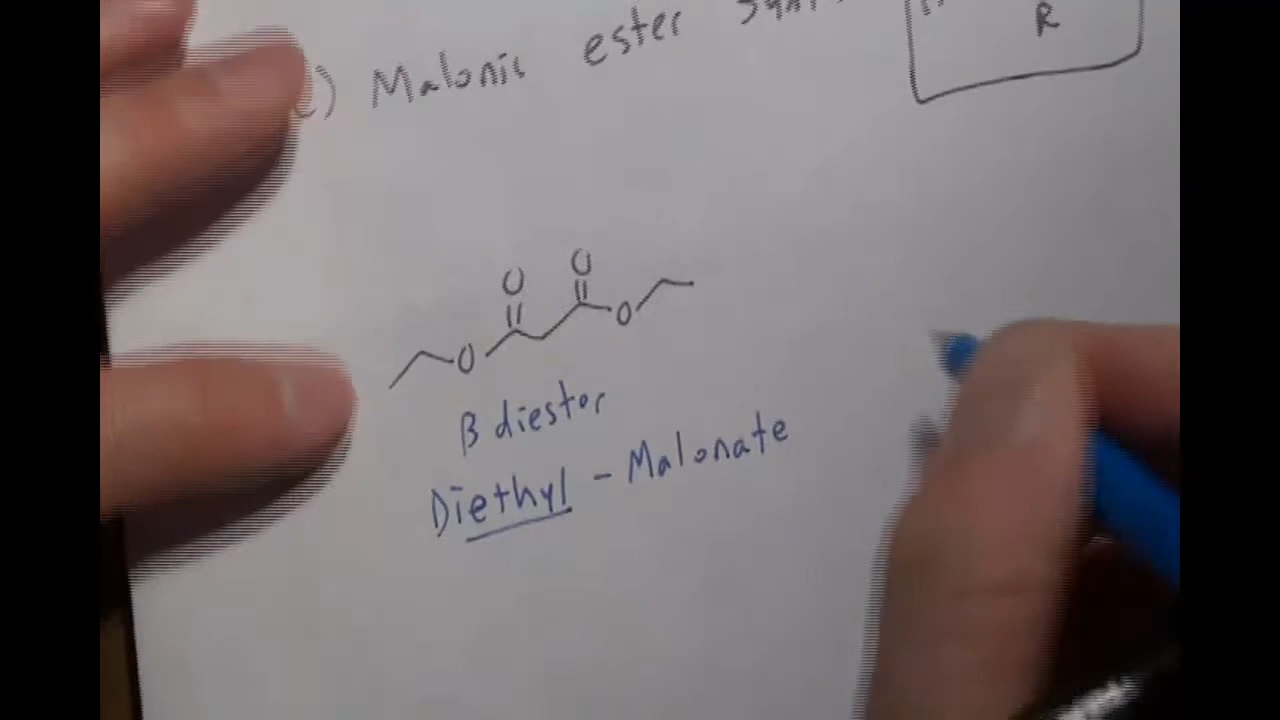 Malonic ester
R
O O
O O
β diester
Diethyl - Malonate